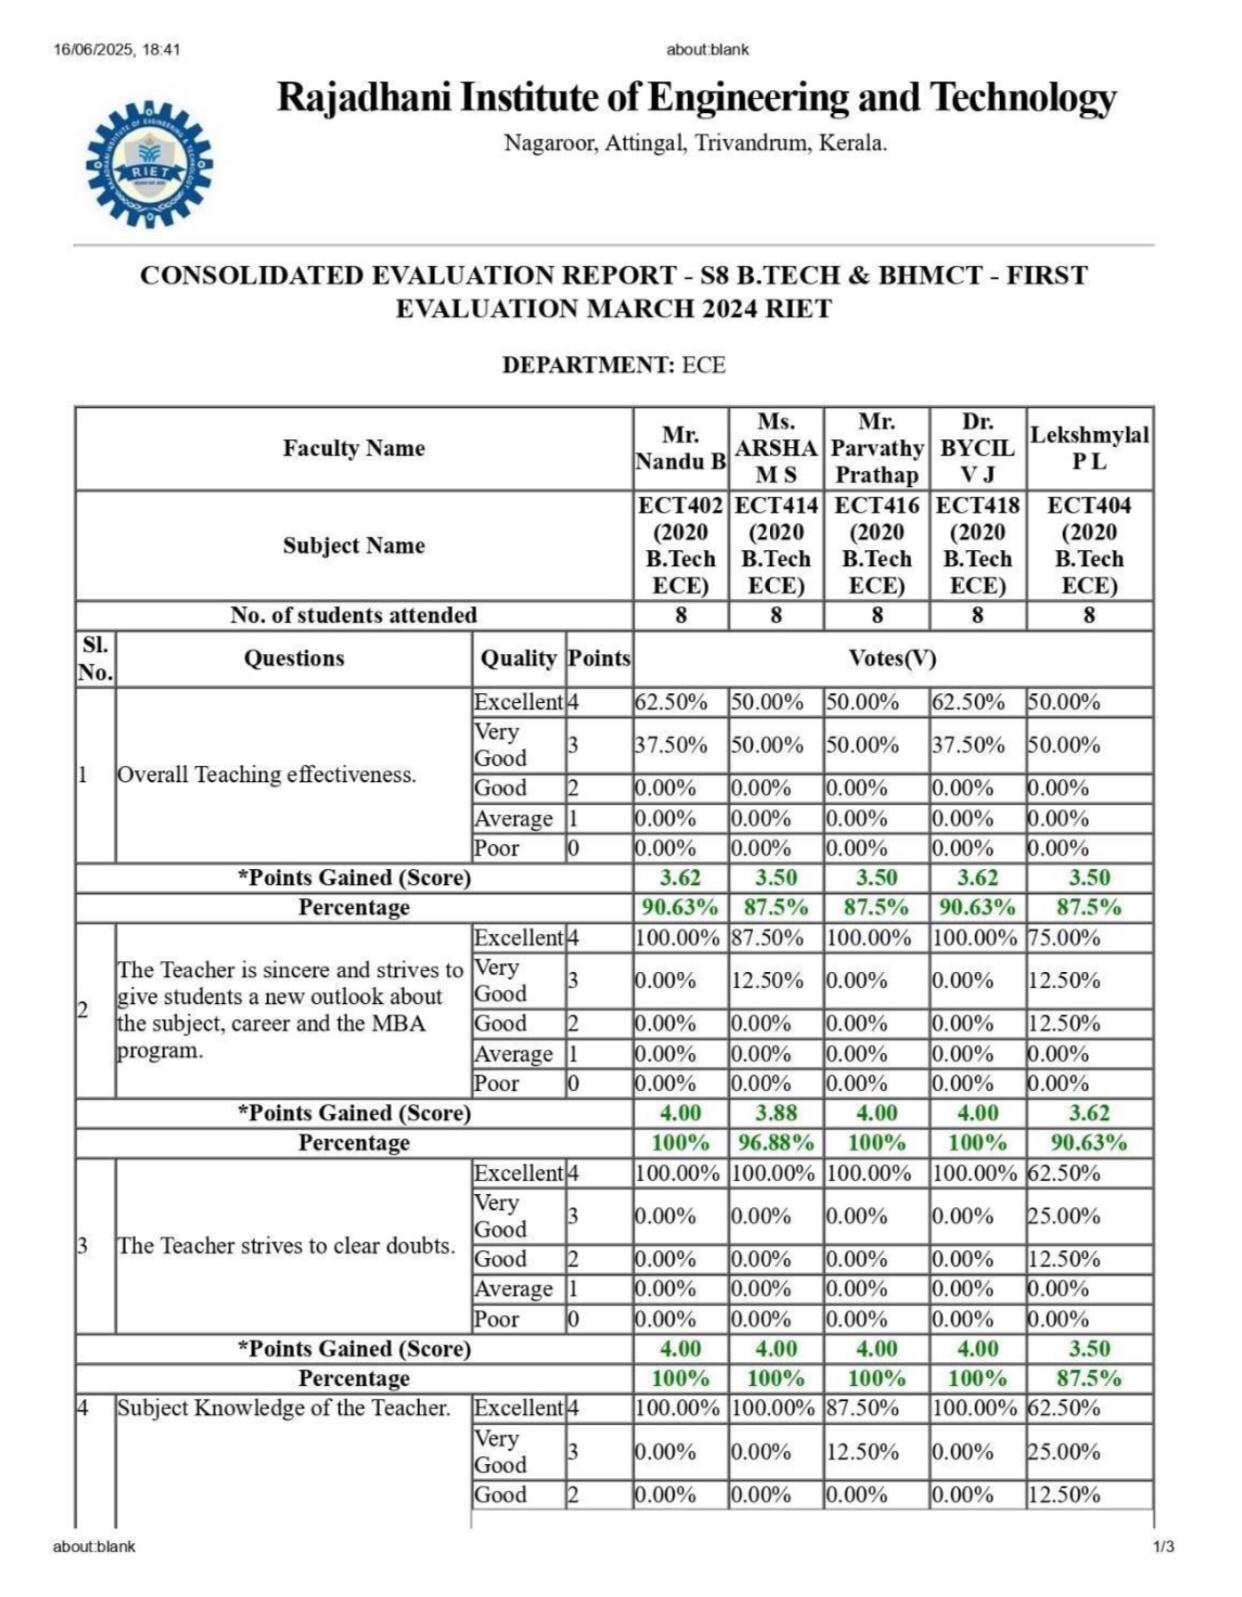 16/06/2025, 18:41 about:blank
Rajadhani Institute of Engineering and Technology
Nagaroor, Attingal, Trivandrum, Kerala.
RIET
CONSOLIDATED EVALUATION REPORT - S8 B.TECH & BHMCT - FIRST
EVALUATION MARCH 2024 RIET
DEPARTMENT: ECE
Faculty Name Mr. Nandu B Ms. ARSHA M S Mr. Parvathy Prathap Dr. BYCIL V J Lekshmylal P L
Subject Name ECT402 (2020 B.Tech ECE) ECT414 (2020 B.Tech ECE) ECT416 (2020 B.Tech ECE) ECT418 (2020 B.Tech ECE) ECT404 (2020 B.Tech ECE)
No. of students attended 8 8 8 8 8
Sl. No. Questions Quality Points Votes(V)
1 Overall Teaching effectiveness.
Excellent 4 62.50% 50.00% 50.00% 62.50% 50.00%
Very Good 3 37.50% 50.00% 50.00% 37.50% 50.00%
Good 2 0.00% 0.00% 0.00% 0.00% 0.00%
Average 1 0.00% 0.00% 0.00% 0.00% 0.00%
Poor 0 0.00% 0.00% 0.00% 0.00% 0.00%
*Points Gained (Score) 3.62 3.50 3.50 3.62 3.50
Percentage 90.63% 87.5% 87.5% 90.63% 87.5%
2 The Teacher is sincere and strives to
give students a new outlook about
the subject, career and the MBA
program.
Excellent 4 100.00% 87.50% 100.00% 100.00% 75.00%
Very Good 3 0.00% 12.50% 0.00% 0.00% 12.50%
Good 2 0.00% 0.00% 0.00% 0.00% 12.50%
Average 1 0.00% 0.00% 0.00% 0.00% 0.00%
Poor 0 0.00% 0.00% 0.00% 0.00% 0.00%
*Points Gained (Score) 4.00 3.88 4.00 4.00 3.62
Percentage 100% 96.88% 100% 100% 90.63%
3 The Teacher strives to clear doubts.
Excellent 4 100.00% 100.00% 100.00% 100.00% 62.50%
Very Good 3 0.00% 0.00% 0.00% 0.00% 25.00%
Good 2 0.00% 0.00% 0.00% 0.00% 12.50%
Average 1 0.00% 0.00% 0.00% 0.00% 0.00%
Poor 0 0.00% 0.00% 0.00% 0.00% 0.00%
*Points Gained (Score) 4.00 4.00 4.00 4.00 3.50
Percentage 100% 100% 100% 100% 87.5%
4 Subject Knowledge of the Teacher.
Excellent 4 100.00% 100.00% 87.50% 100.00% 62.50%
Very Good 3 0.00% 0.00% 12.50% 0.00% 25.00%
Good 2 0.00% 0.00% 0.00% 0.00% 12.50%
about:blank 1/3